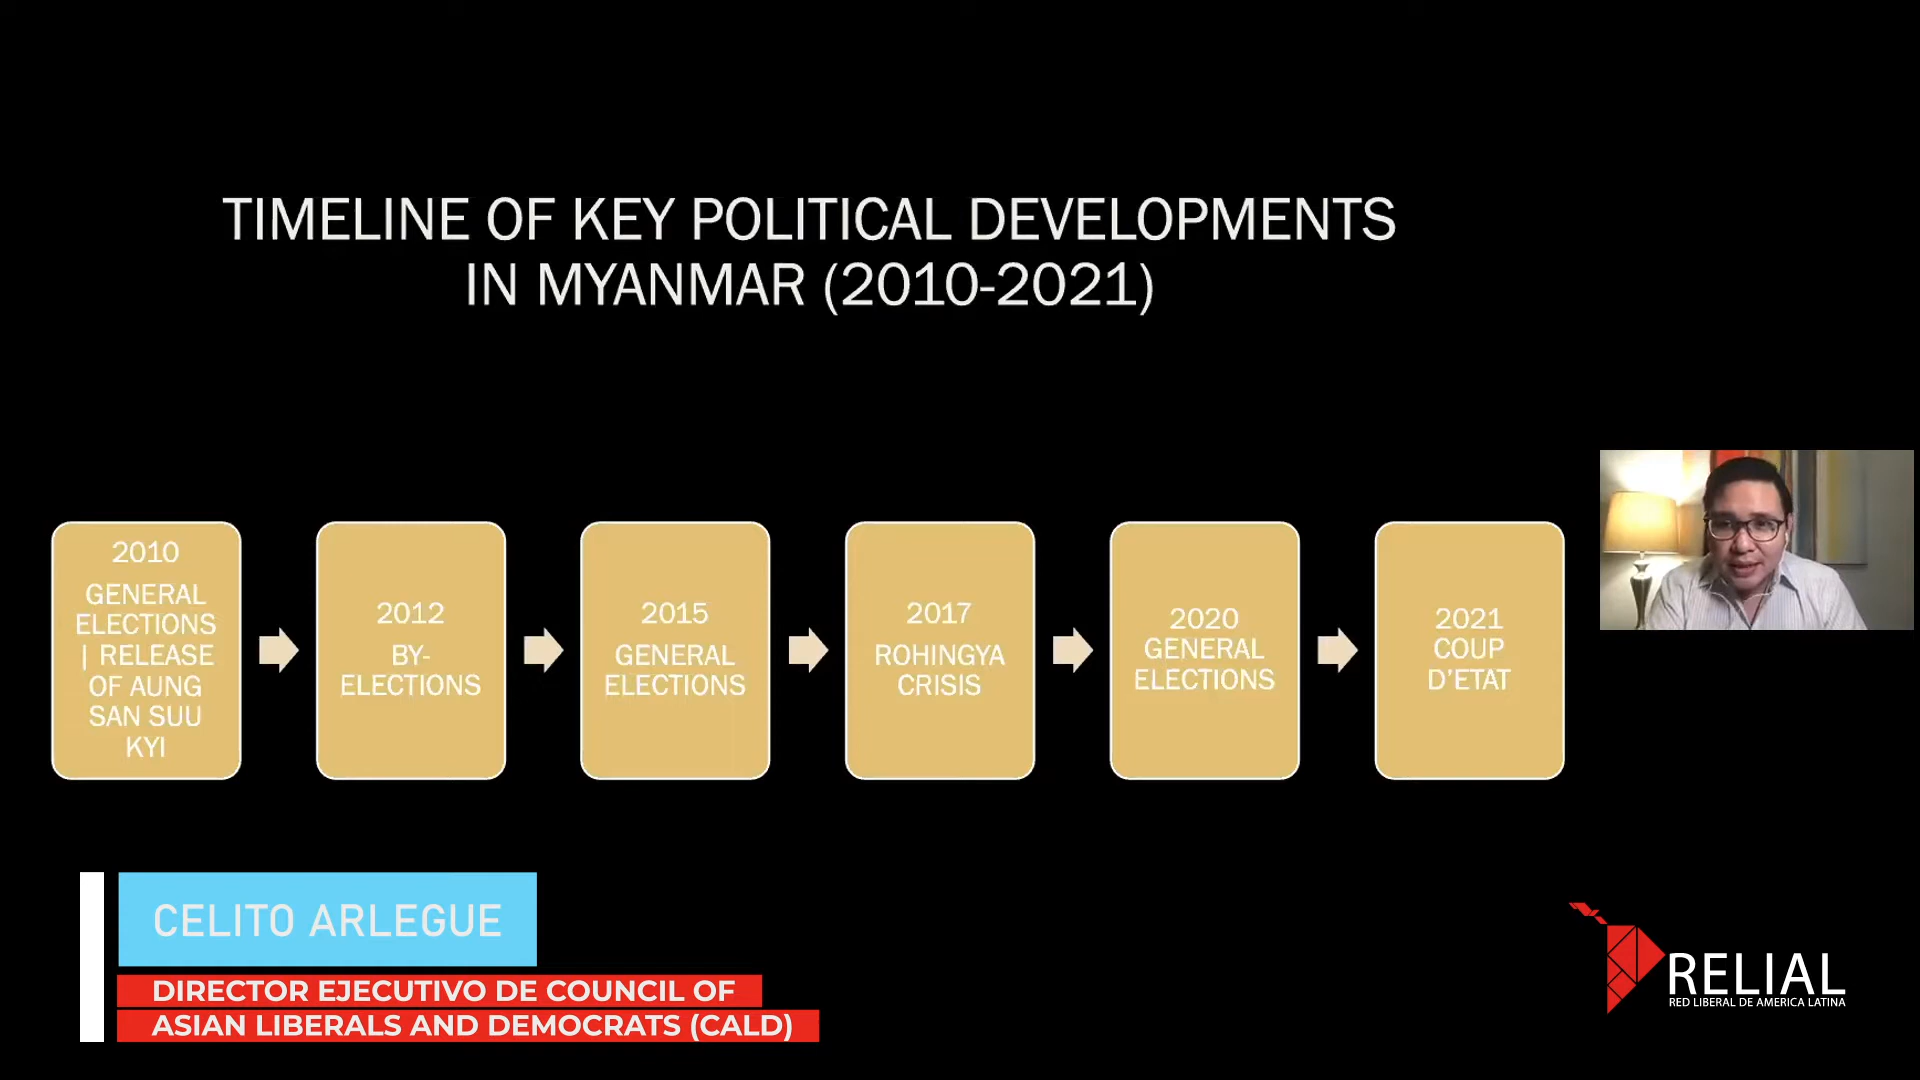 TIMELINE OF KEY POLITICAL DEVELOPMENTS
IN MYANMAR (2010-2021)
2010
GENERAL
ELECTIONS
| RELEASE
OF AUNG
SAN SUU
KYI
2012
BY-
ELECTIONS
2015
GENERAL
ELECTIONS
2017
ROHINGYA
CRISIS
2020
GENERAL
ELECTIONS
2021
COUP
D'ETAT
CELITO ARLEGUE
DIRECTOR EJECUTIVO DE COUNCIL OF
ASIAN LIBERALS AND DEMOCRATS (CALD)
RELIAL
RED LIBERAL DE AMERICA LATINA